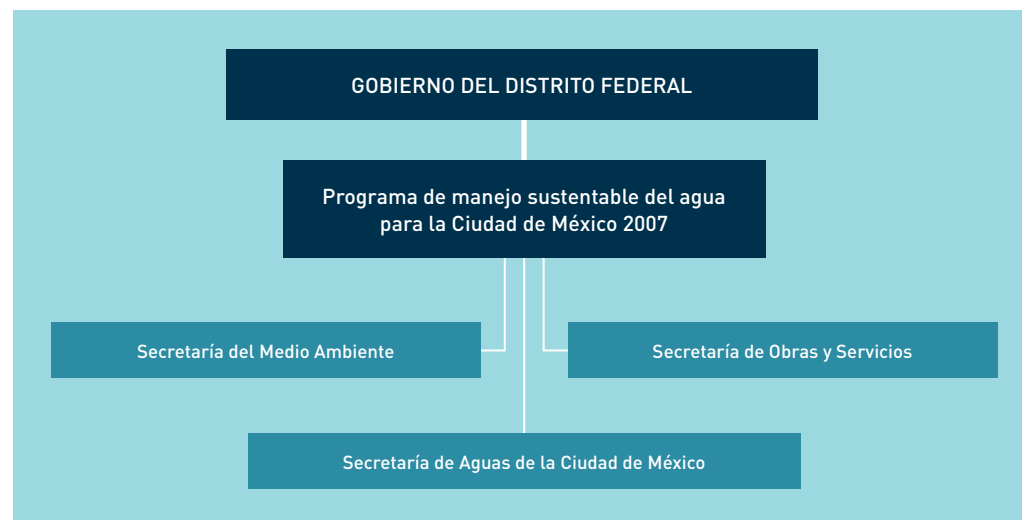 GOBIERNO DEL DISTRITO FEDERAL
Programa de manejo sustentable del agua
para la Ciudad de México 2007
Secretaría del Medio Ambiente
Secretaría de Obras y Servicios
Secretaría de Aguas de la Ciudad de México